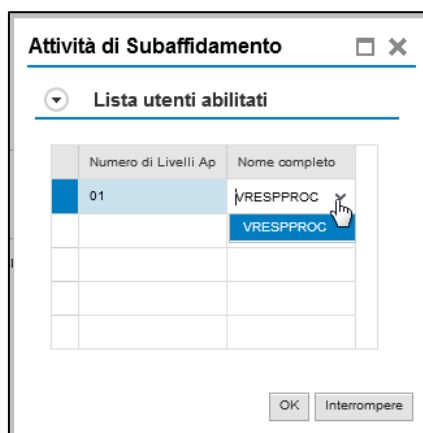 Attività di Subaffidamento
Lista utenti abilitati
Numero di Livelli Ap Nome completo
01 VRESPPROC
VRESPPROC
OK Interrompere